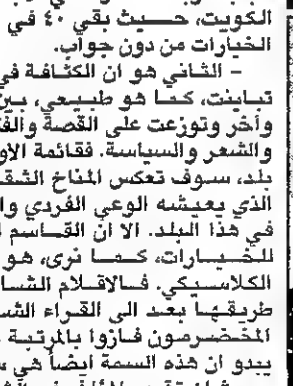 الكويت، حيث بقي ٤٠ في
الخيارات من دون جواب.
– الثاني هو ان الكثافة في
تباينت، كما هو طبيعي، بين
وآخر وتوزعت على القصة والف
والشعر والسياسة. فقائمة الاو
بلد، سوف تعكس المناخ الثق
الذي يعيشه الوعي الفردي وا
في هذا البلد. الا ان القاسم
للخيارات، كما نرى، هو
الكلاسيكي. فالاقلام الشا
طريقها بعد الى القراء الش
المخضرمون فازوا بالمرتبة
يبدو ان هذه السمة ايضاً هي س